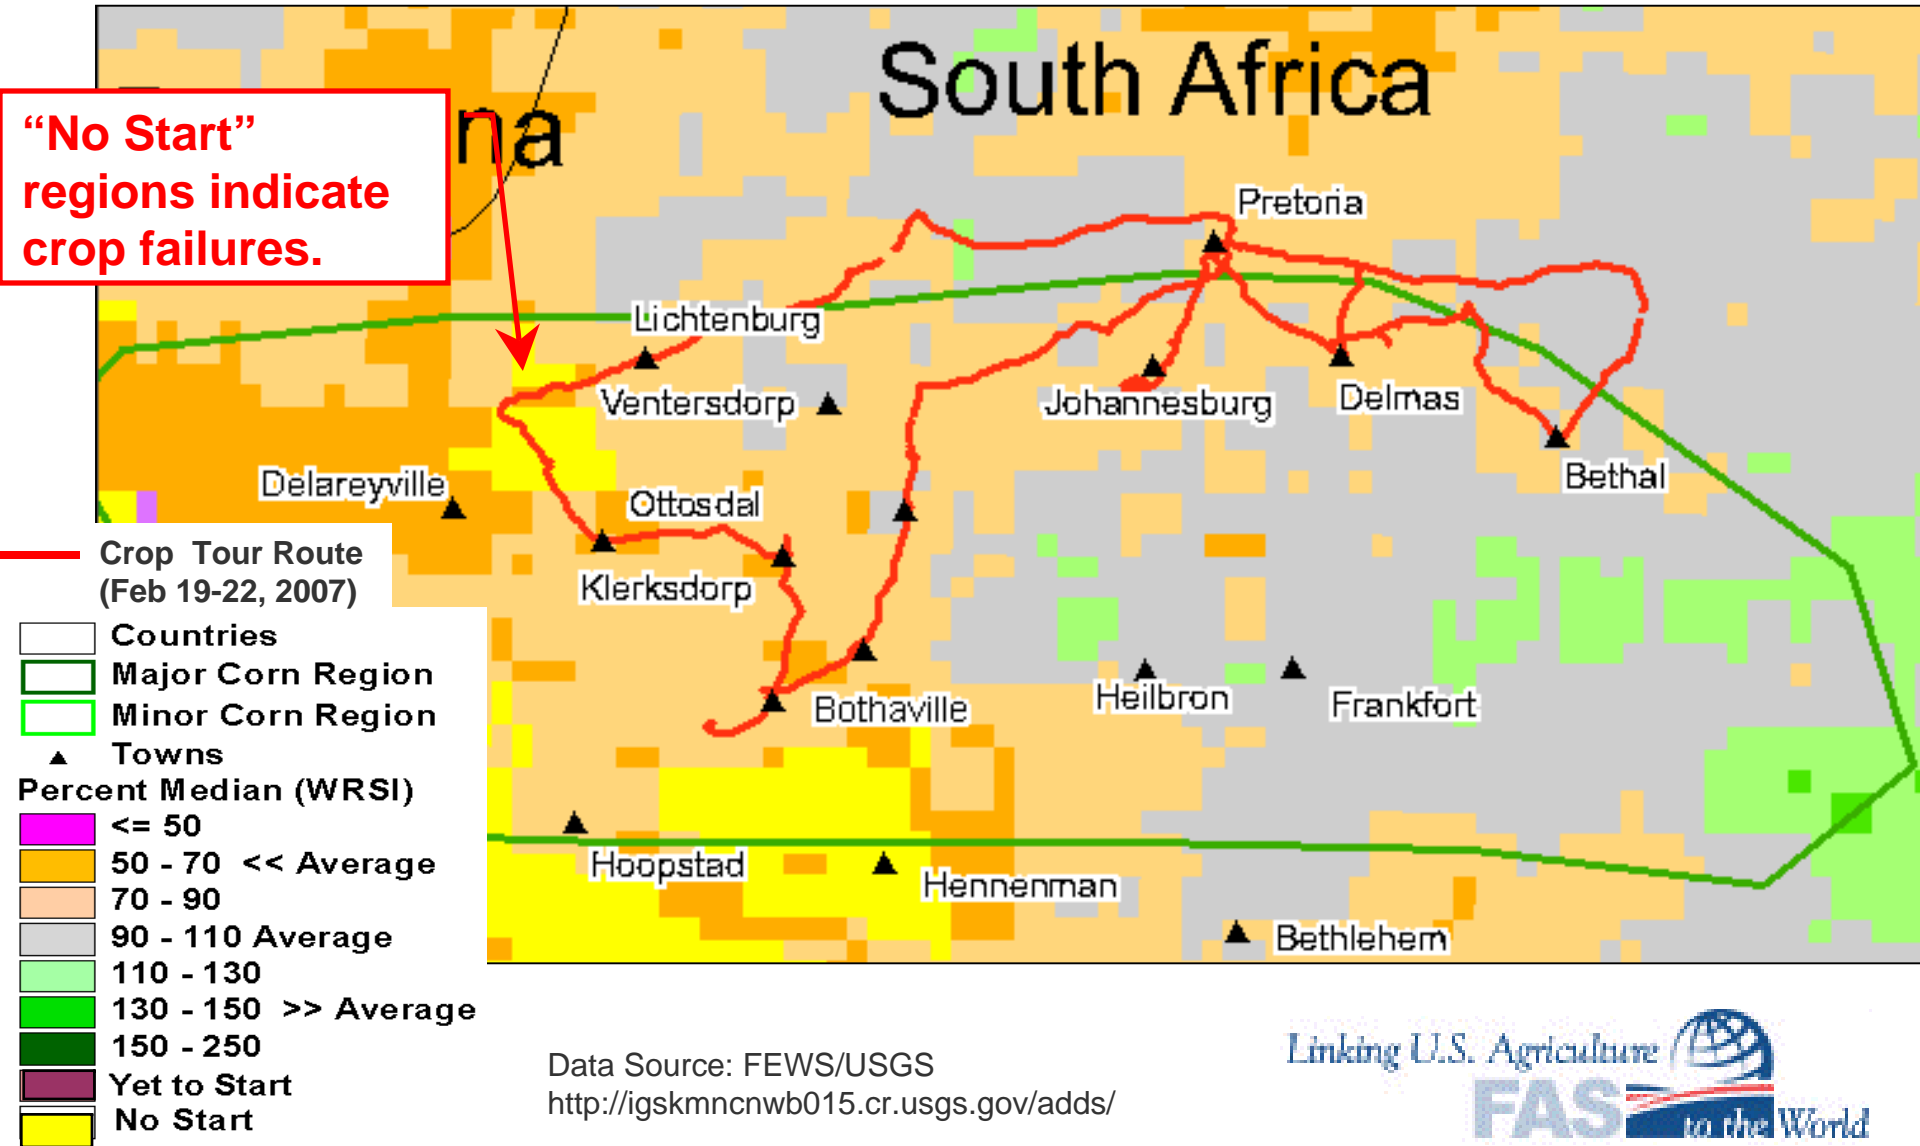 South Africa
na
“No Start”
regions indicate
crop failures.
Pretoria
Lichtenburg
Ventersdorp
Johannesburg
Delmas
Bethal
Delareyville
Ottosdal
Klerksdorp
Bothaville
Heilbron
Frankfort
Hoopstad
Hennenman
Bethlehem
Crop Tour Route
(Feb 19-22, 2007)
Countries
Major Corn Region
Minor Corn Region
Towns
Percent Median (WRSI)
<= 50
50 - 70 << Average
70 - 90
90 - 110 Average
110 - 130
130 - 150 >> Average
150 - 250
Yet to Start
No Start
Data Source: FEWS/USGS
http://igskmncnwb015.cr.usgs.gov/adds/
Linking U.S. Agriculture
FAS
to the World